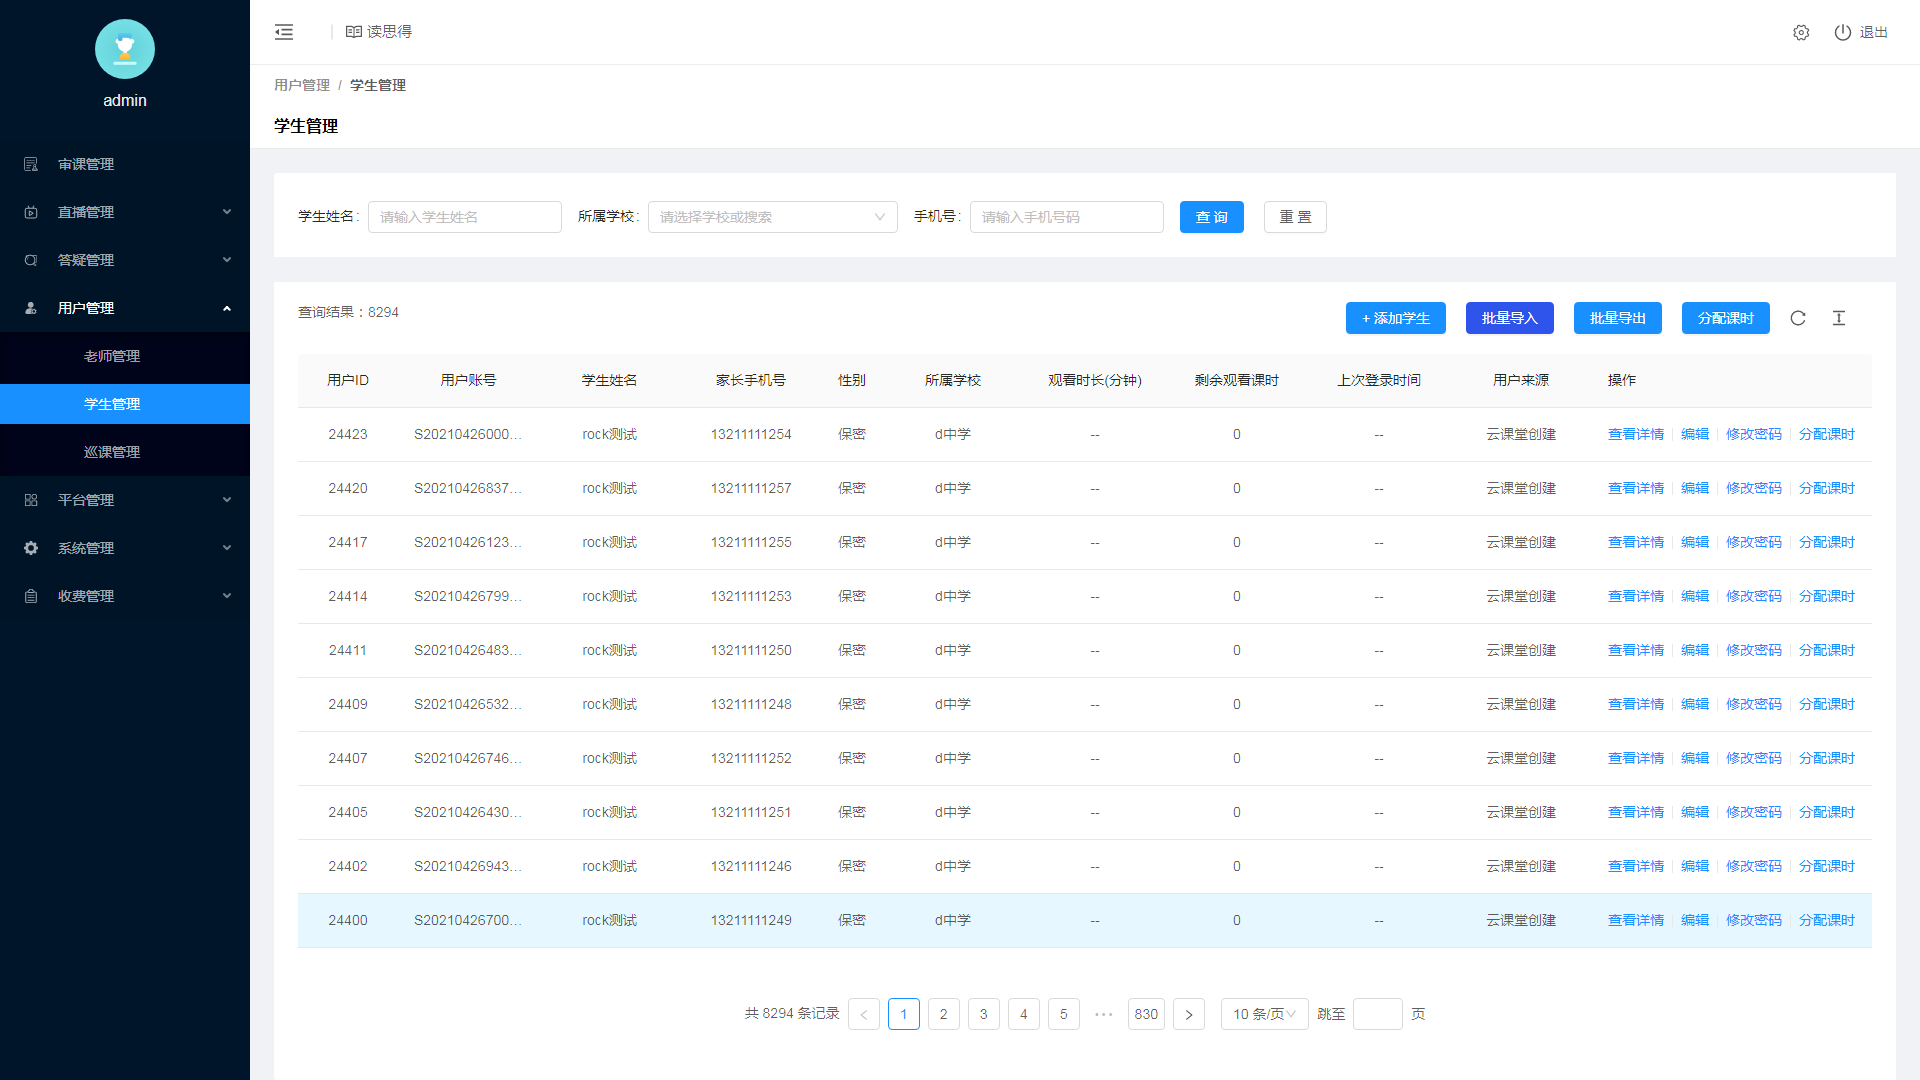 admin
审课管理
直播管理
答疑管理
用户管理
老师管理
学生管理
巡课管理
平台管理
系统管理
收费管理
读思得
退出
用户管理 / 学生管理
学生管理
学生姓名: 请输入学生姓名 所属学校: 请选择学校或搜索 手机号: 请输入手机号码 查 询 重 置
查询结果：8294 + 添加学生 批量导入 批量导出 分配课时
用户ID 用户账号 学生姓名 家长手机号 性别 所属学校 观看时长(分钟) 剩余观看课时 上次登录时间 用户来源 操作
24423 S20210426000... rock测试 13211111254 保密 d中学 -- 0 -- 云课堂创建 查看详情 编辑 修改密码 分配课时
24420 S20210426837... rock测试 13211111257 保密 d中学 -- 0 -- 云课堂创建 查看详情 编辑 修改密码 分配课时
24417 S20210426123... rock测试 13211111255 保密 d中学 -- 0 -- 云课堂创建 查看详情 编辑 修改密码 分配课时
24414 S20210426799... rock测试 13211111253 保密 d中学 -- 0 -- 云课堂创建 查看详情 编辑 修改密码 分配课时
24411 S20210426483... rock测试 13211111250 保密 d中学 -- 0 -- 云课堂创建 查看详情 编辑 修改密码 分配课时
24409 S20210426532... rock测试 13211111248 保密 d中学 -- 0 -- 云课堂创建 查看详情 编辑 修改密码 分配课时
24407 S20210426746... rock测试 13211111252 保密 d中学 -- 0 -- 云课堂创建 查看详情 编辑 修改密码 分配课时
24405 S20210426430... rock测试 13211111251 保密 d中学 -- 0 -- 云课堂创建 查看详情 编辑 修改密码 分配课时
24402 S20210426943... rock测试 13211111246 保密 d中学 -- 0 -- 云课堂创建 查看详情 编辑 修改密码 分配课时
24400 S20210426700... rock测试 13211111249 保密 d中学 -- 0 -- 云课堂创建 查看详情 编辑 修改密码 分配课时
共 8294 条记录 < 1 2 3 4 5 ••• 830 > 10 条/页 跳至 页